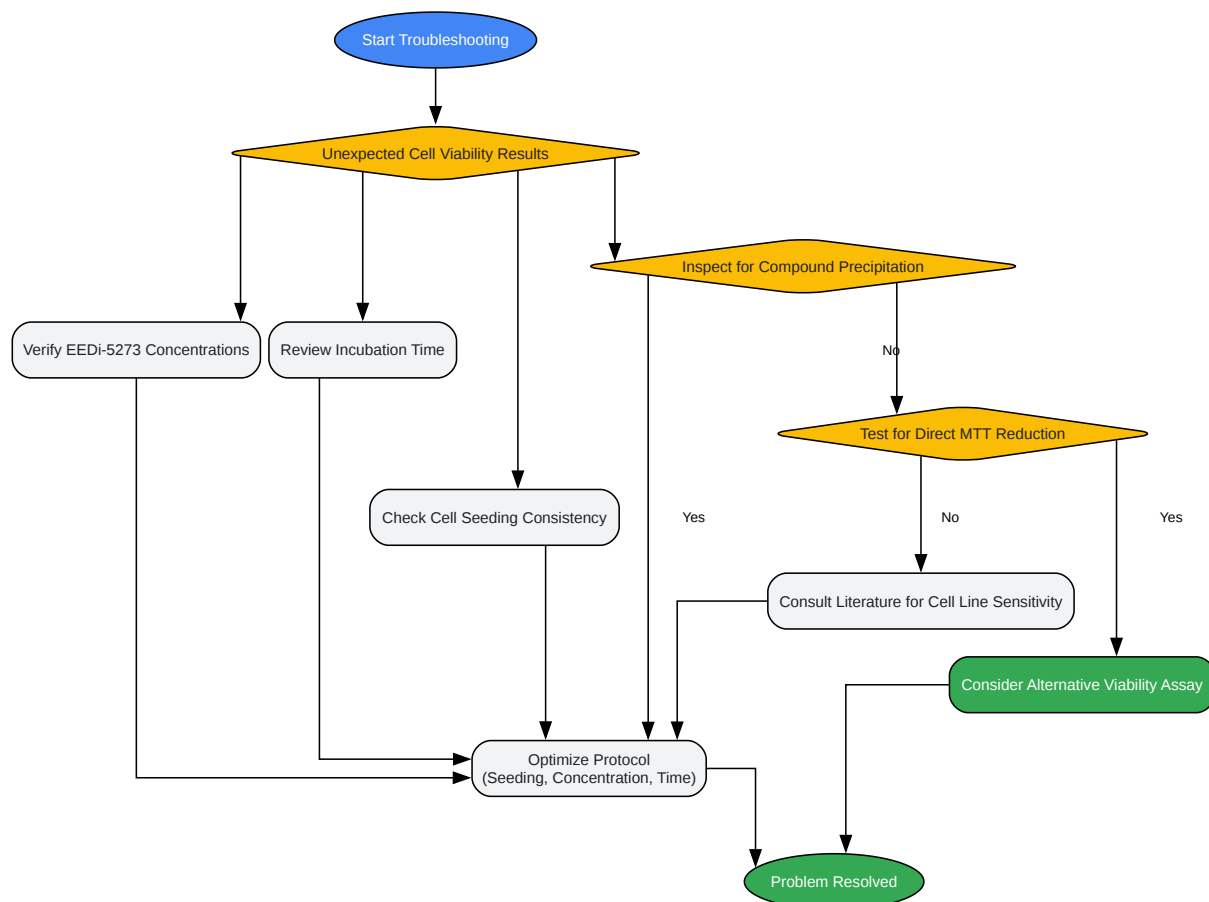 Start Troubleshooting
Unexpected Cell Viability Results
Inspect for Compound Precipitation
Verify EEDi-5273 Concentrations
Review Incubation Time
No
Test for Direct MTT Reduction
Check Cell Seeding Consistency
Yes
No
Yes
Consult Literature for Cell Line Sensitivity
Consider Alternative Viability Assay
Optimize Protocol
(Seeding, Concentration, Time)
Problem Resolved